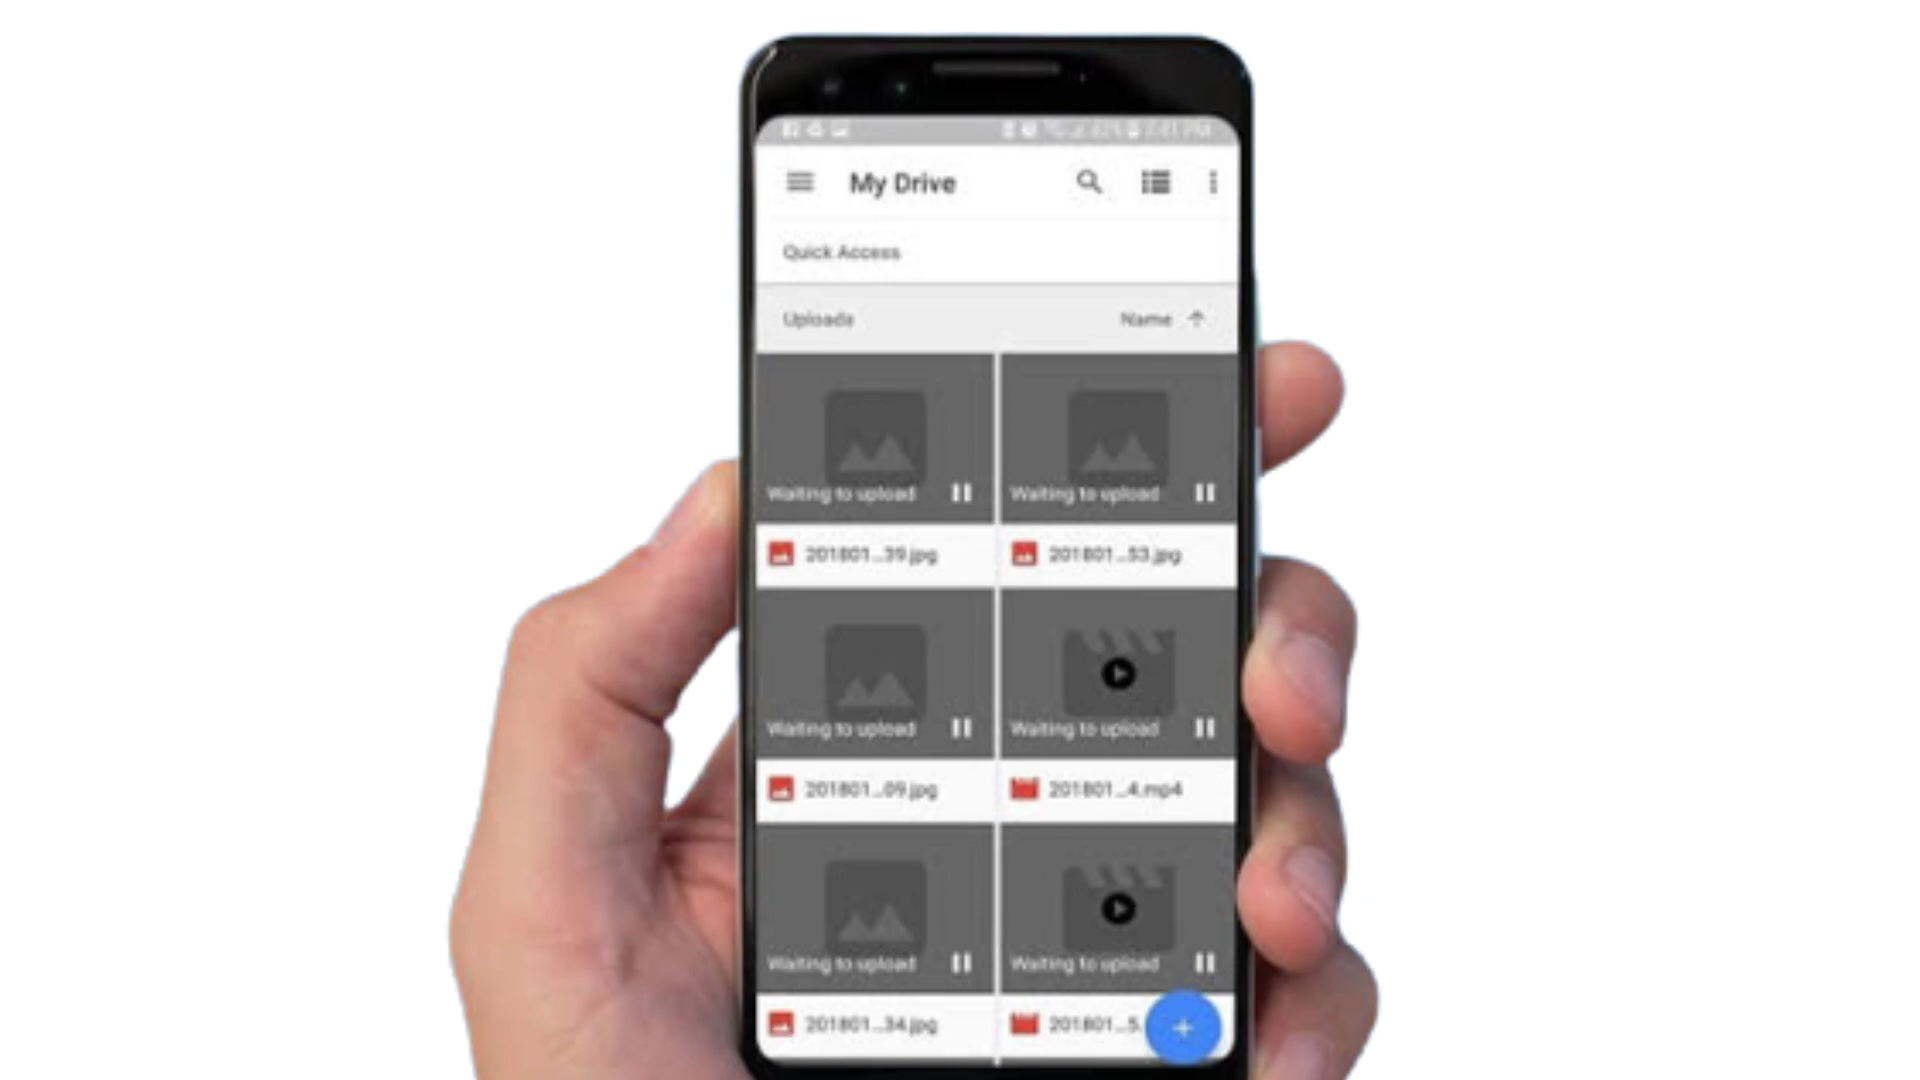 My Drive
Quick Access
Uploads Name
Waiting to upload Waiting to upload
201801...39.jpg 201801...53.jpg
Waiting to upload Waiting to upload
201801...09.jpg 201801...4.mp4
Waiting to upload Waiting to upload
201801...34.jpg 201801...5.